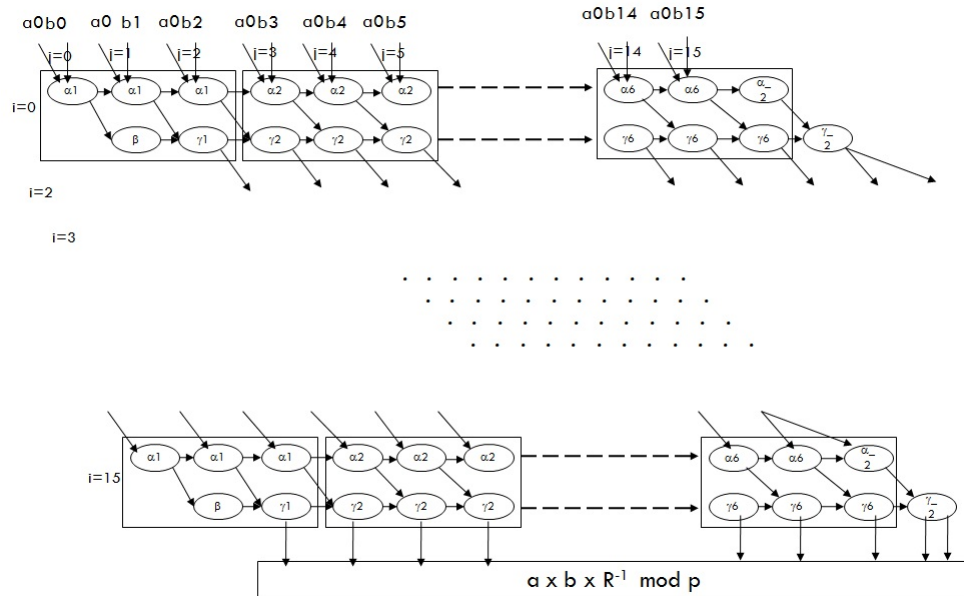 a0b0 a0 b1 a0b2 a0b3 a0b4 a0b5 a0b14 a0b15
i=0 i=1 i=2 i=3 i=4 i=5 i=14 i=15
α1 α1 α1 α2 α2 α2 α6 α6 α_2
i=0
β γ1 γ2 γ2 γ2 γ6 γ6 γ6 γ_2
i=2
i=3
α1 α1 α1 α2 α2 α2 α6 α6 α_2
i=15
β γ1 γ2 γ2 γ2 γ6 γ6 γ6 γ_2
a x b x R-1 mod p